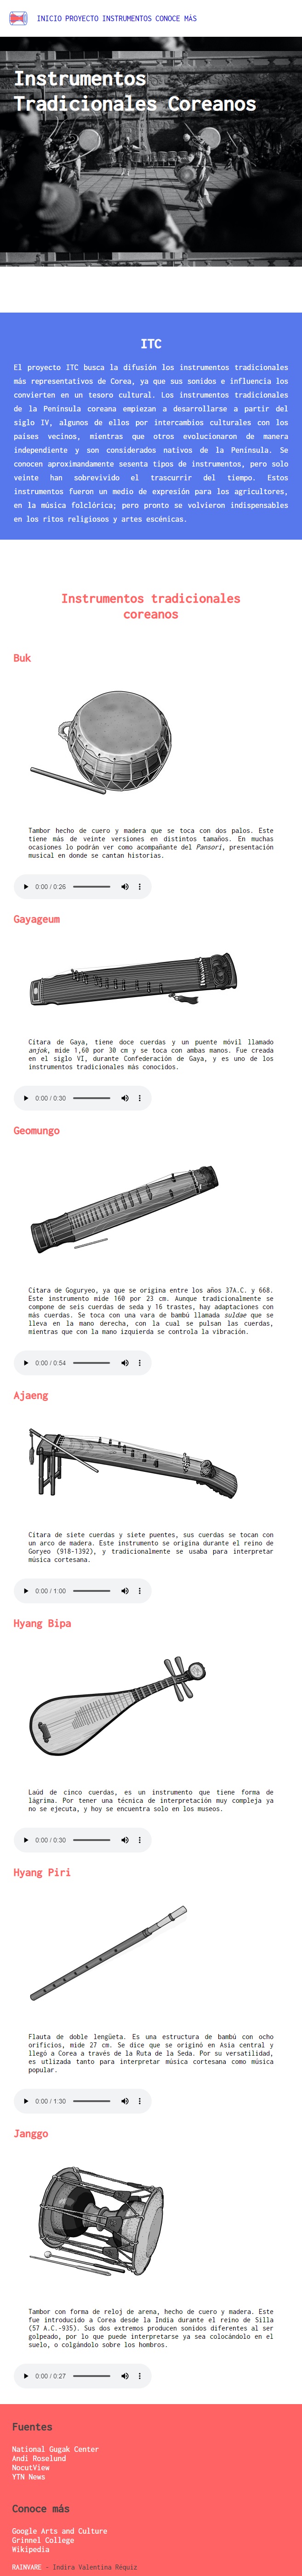 INICIO PROYECTO INSTRUMENTOS CONOCE MÁS
Instrumentos
Tradicionales Coreanos
ITC
El proyecto ITC busca la difusión los instrumentos tradicionales
más representativos de Corea, ya que sus sonidos e influencia los
convierten en un tesoro cultural. Los instrumentos tradicionales
de la Península coreana empiezan a desarrollarse a partir del
siglo IV, algunos de ellos por intercambios culturales con los
países vecinos, mientras que otros evolucionaron de manera
independiente y son considerados nativos de la Península. Se
conocen aproximandamente sesenta tipos de instrumentos, pero solo
veinte han sobrevivido el trascurrir del tiempo. Estos
instrumentos fueron un medio de expresión para los agricultores,
en la música folclórica; pero pronto se volvieron indispensables
en los ritos religiosos y artes escénicas.
Instrumentos tradicionales
coreanos
Buk
Tambor hecho de cuero y madera que se toca con dos palos. Este
tiene más de veinte versiones en distintos tamaños. En muchas
ocasiones lo podrán ver como acompañante del Pansori, presentación
musical en donde se cantan historias.
0:00 / 0:26
Gayageum
Cítara de Gaya, tiene doce cuerdas y un puente móvil llamado
anjok, mide 1,60 por 30 cm y se toca con ambas manos. Fue creada
en el siglo VI, durante Confederación de Gaya, y es uno de los
instrumentos tradicionales más conocidos.
0:00 / 0:30
Geomungo
Cítara de Goguryeo, ya que se origina entre los años 37A.C. y 668.
Este instrumento mide 160 por 23 cm. Aunque tradicionalmente se
compone de seis cuerdas de seda y 16 trastes, hay adaptaciones con
más cuerdas. Se toca con una vara de bambú llamada suldae que se
lleva en la mano derecha, con la cual se pulsan las cuerdas,
mientras que con la mano izquierda se controla la vibración.
0:00 / 0:54
Ajaeng
Cítara de siete cuerdas y siete puentes, sus cuerdas se tocan con
un arco de madera. Este instrumento se origina durante el reino de
Goryeo (918-1392), y tradicionalmente se usaba para interpretar
música cortesana.
0:00 / 1:00
Hyang Bipa
Laúd de cinco cuerdas, es un instrumento que tiene forma de
lágrima. Por tener una técnica de interpretación muy compleja ya
no se ejecuta, y hoy se encuentra solo en los museos.
0:00 / 0:30
Hyang Piri
Flauta de doble lengüeta. Es una estructura de bambú con ocho
orificios, mide 27 cm. Se dice que se originó en Asia central y
llegó a Corea a través de la Ruta de la Seda. Por su versatilidad,
es utlizada tanto para interpretar música cortesana como música
popular.
0:00 / 1:30
Janggo
Tambor con forma de reloj de arena, hecho de cuero y madera. Este
fue introducido a Corea desde la India durante el reino de Silla
(57 A.C.-935). Sus dos extremos producen sonidos diferentes al ser
golpeado, por lo que puede interpretarse ya sea colocándolo en el
suelo, o colgándolo sobre los hombros.
0:00 / 0:27
Fuentes
National Gugak Center
Andi Roselund
NocutView
YTN News
Conoce más
Google Arts and Culture
Grinnel College
Wikipedia
RAINVARE - Indira Valentina Réquiz